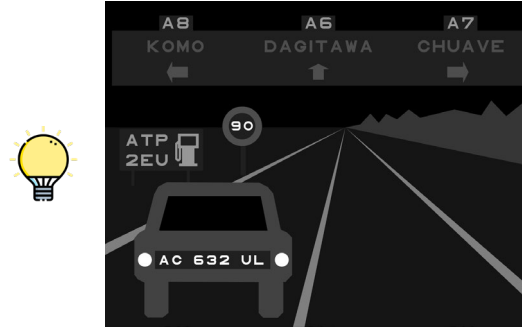 A8 A6 A7
KOMO DAGITAWA CHUAVE
90
ATP
2EU
AC 632 UL